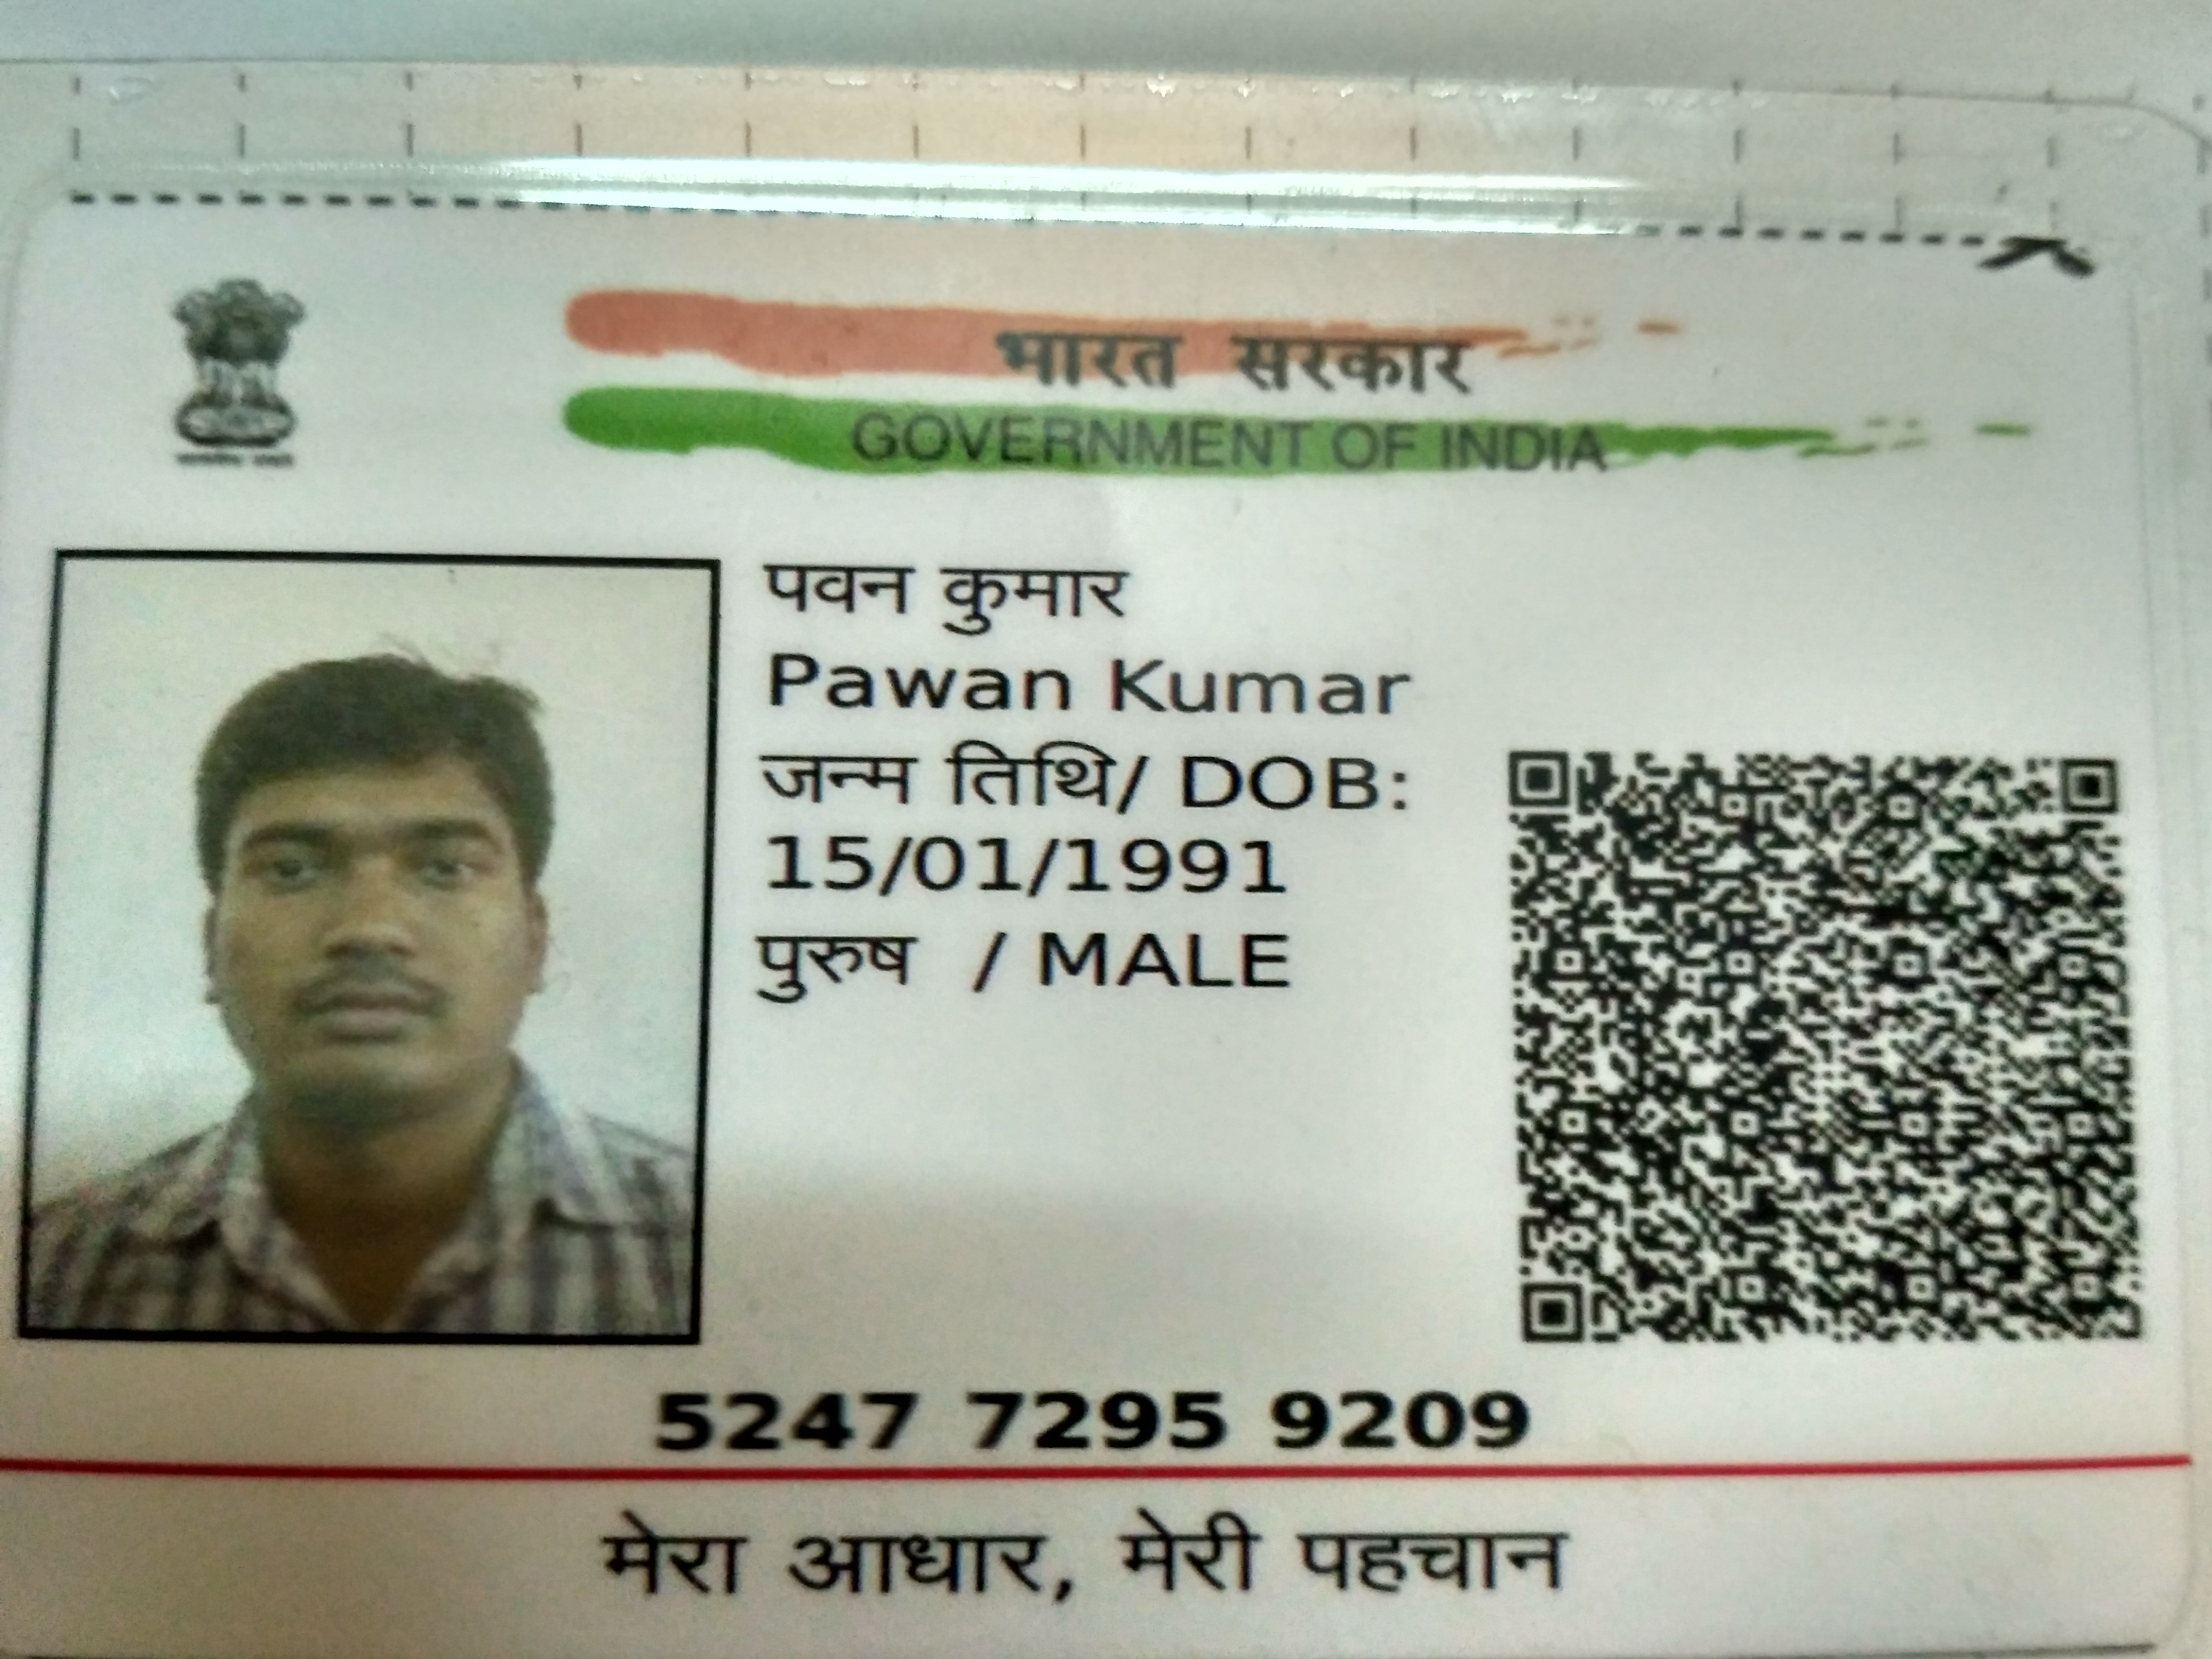 भारत सरकार
GOVERNMENT OF INDIA
पवन कुमार
Pawan Kumar
जन्म तिथि/ DOB:
15/01/1991
पुरुष / MALE
5247 7295 9209
मेरा आधार, मेरी पहचान